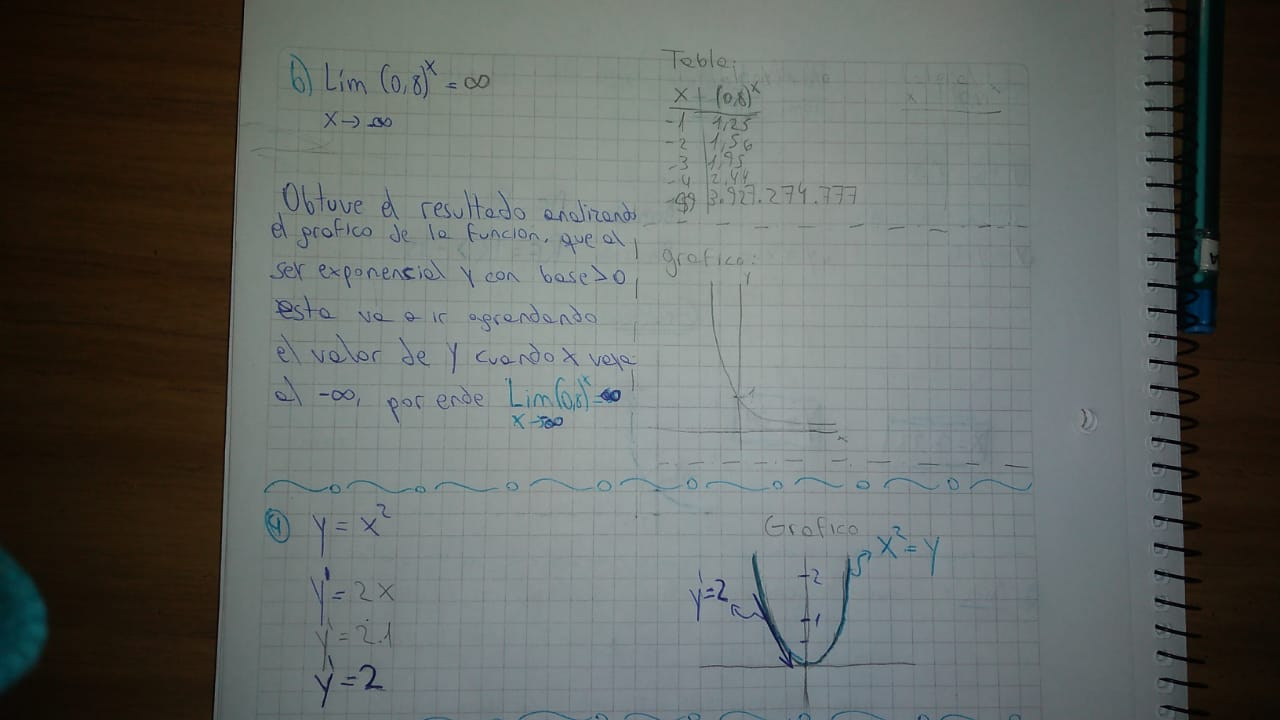 b) Lim (0,8)^x = ∞
x→-∞
Obtuve el resultado analizando
el grafico de la funcion, que al
ser exponencial y con base>0
esta va a ir agrandando
el valor de y cuando x vaya
al -∞, por ende Lim (0,8)^x = ∞
x→-∞
Tabla:
x | (0,8)^x
-1 | 1,25
-2 | 1,56
-3 | 1,95
-4 | 2,44
-99 | 3.927.274.777
grafico:
y
1
x
4) y = x²
y' = 2x
y' = 2.1
y' = 2
Grafico
x² = y
2
y'=2
1